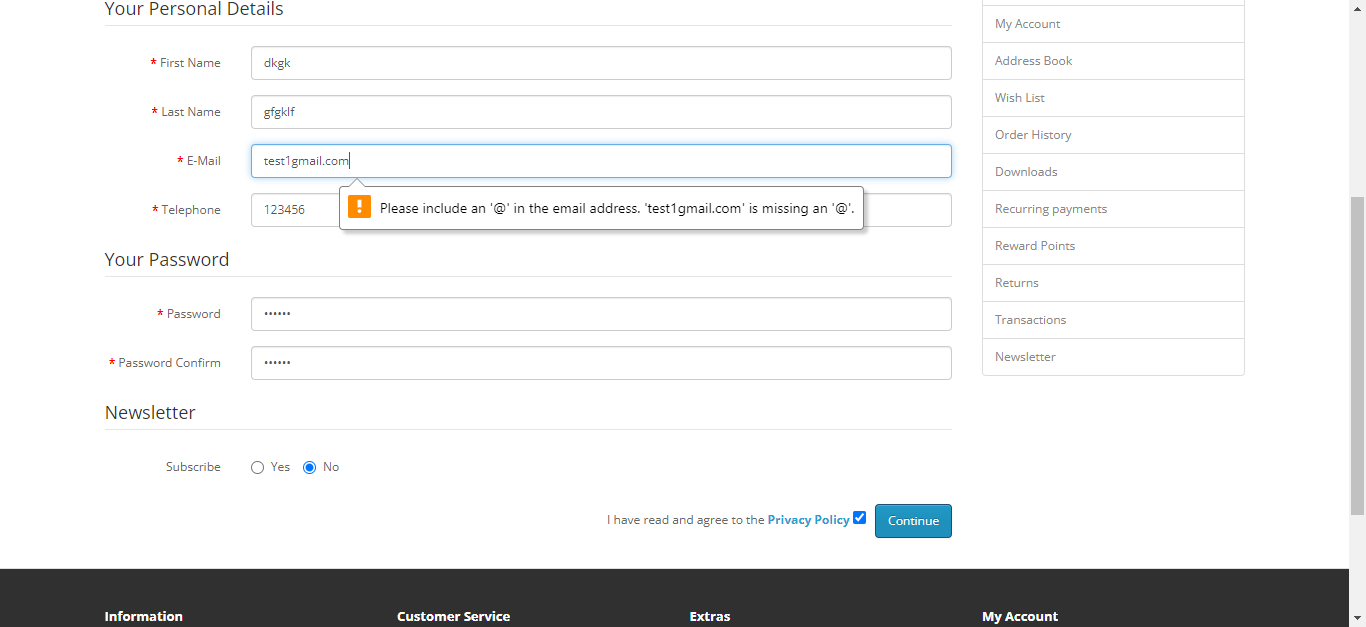 Your Personal Details
* First Name
dkgk
* Last Name
gfgklf
* E-Mail
test1gmail.com
* Telephone
123456
! Please include an '@' in the email address. 'test1gmail.com' is missing an '@'.
Your Password
* Password
••••••
* Password Confirm
••••••
Newsletter
Subscribe
Yes
No
I have read and agree to the Privacy Policy
Continue
My Account
Address Book
Wish List
Order History
Downloads
Recurring payments
Reward Points
Returns
Transactions
Newsletter
Information
Customer Service
Extras
My Account